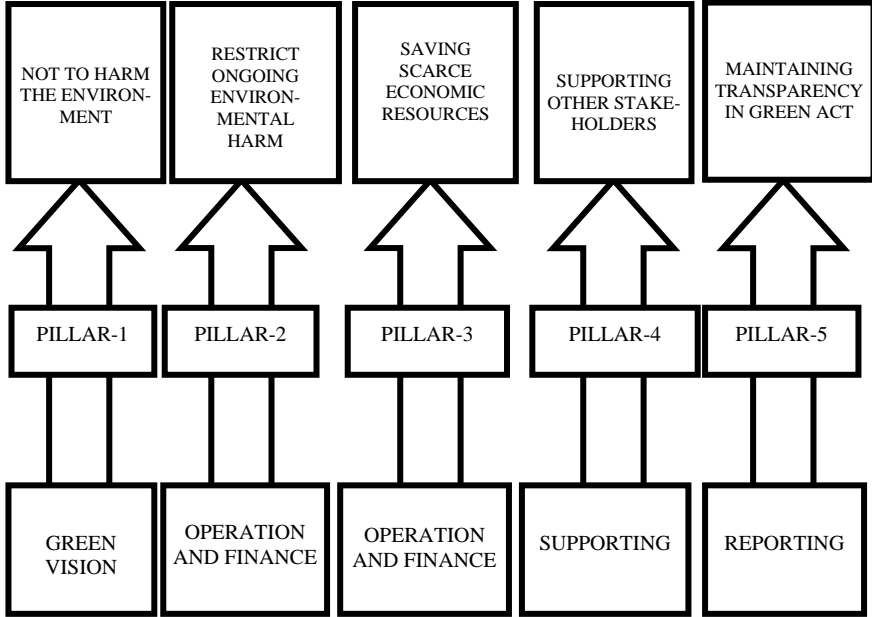 NOT TO HARM
THE ENVIRON-
MENT
RESTRICT
ONGOING
ENVIRON-
MENTAL
HARM
SAVING
SCARCE
ECONOMIC
RESOURCES
SUPPORTING
OTHER STAKE-
HOLDERS
MAINTAINING
TRANSPARENCY
IN GREEN ACT
PILLAR-1
PILLAR-2
PILLAR-3
PILLAR-4
PILLAR-5
GREEN
VISION
OPERATION
AND FINANCE
OPERATION
AND FINANCE
SUPPORTING
REPORTING